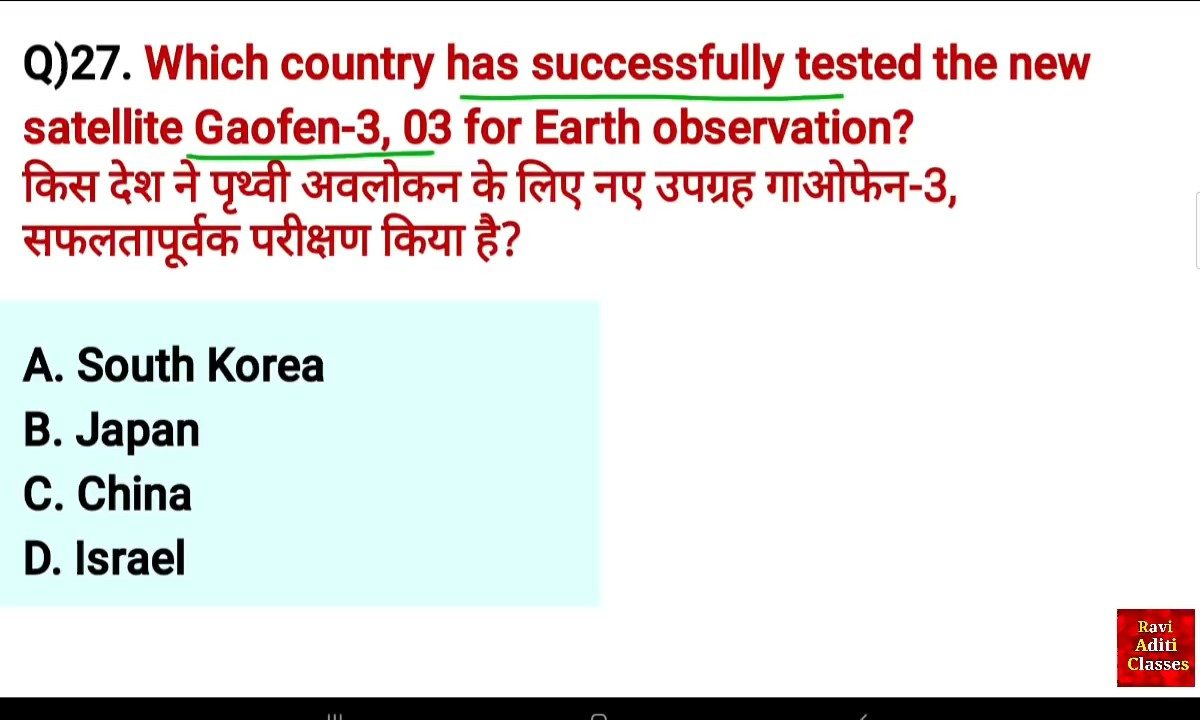 Q)27. Which country has successfully tested the new
satellite Gaofen-3, 03 for Earth observation?
किस देश ने पृथ्वी अवलोकन के लिए नए उपग्रह गाओफेन-3,
सफलतापूर्वक परीक्षण किया है?
A. South Korea
B. Japan
C. China
D. Israel
Ravi
Aditi
Classes